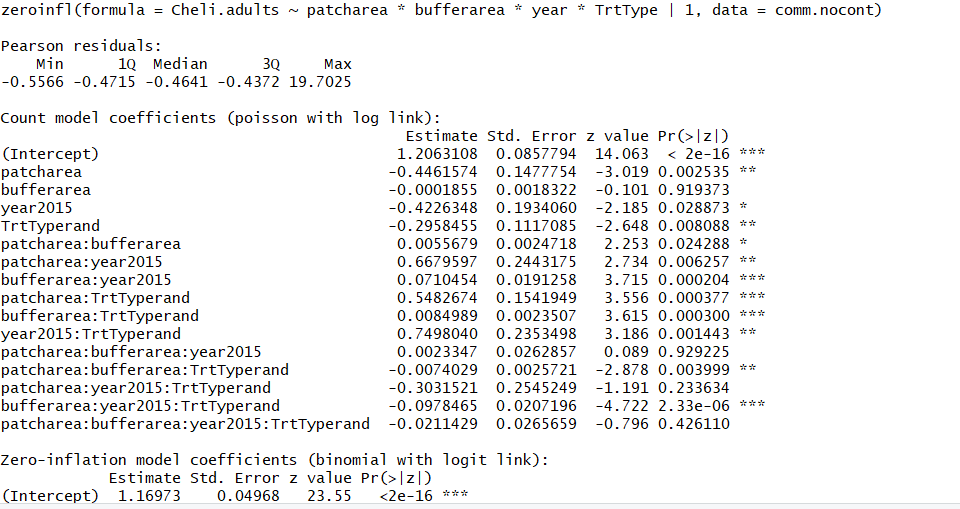 zeroinfl(formula = Cheli.adults ~ patcharea * bufferarea * year * TrtType | 1, data = comm.nocont)
Pearson residuals:
Min 1Q Median 3Q Max
-0.5566 -0.4715 -0.4641 -0.4372 19.7025
Count model coefficients (poisson with log link):
Estimate Std. Error z value Pr(>|z|)
(Intercept) 1.2063108 0.0857794 14.063 < 2e-16 ***
patcharea -0.4461574 0.1477754 -3.019 0.002535 **
bufferarea -0.0001855 0.0018322 -0.101 0.919373
year2015 -0.4226348 0.1934060 -2.185 0.028873 *
TrtTyperand -0.2958455 0.1117085 -2.648 0.008088 **
patcharea:bufferarea 0.0055679 0.0024718 2.253 0.024288 *
patcharea:year2015 0.6679597 0.2443175 2.734 0.006257 **
bufferarea:year2015 0.0710454 0.0191258 3.715 0.000204 ***
patcharea:TrtTyperand 0.5482674 0.1541949 3.556 0.000377 ***
bufferarea:TrtTyperand 0.0084989 0.0023507 3.615 0.000300 ***
year2015:TrtTyperand 0.7498040 0.2353498 3.186 0.001443 **
patcharea:bufferarea:year2015 0.0023347 0.0262857 0.089 0.929225
patcharea:bufferarea:TrtTyperand -0.0074029 0.0025721 -2.878 0.003999 **
patcharea:year2015:TrtTyperand -0.3031521 0.2545249 -1.191 0.233634
bufferarea:year2015:TrtTyperand -0.0978465 0.0207196 -4.722 2.33e-06 ***
patcharea:bufferarea:year2015:TrtTyperand -0.0211429 0.0265659 -0.796 0.426110
Zero-inflation model coefficients (binomial with logit link):
Estimate Std. Error z value Pr(>|z|)
(Intercept) 1.16973 0.04968 23.55 <2e-16 ***